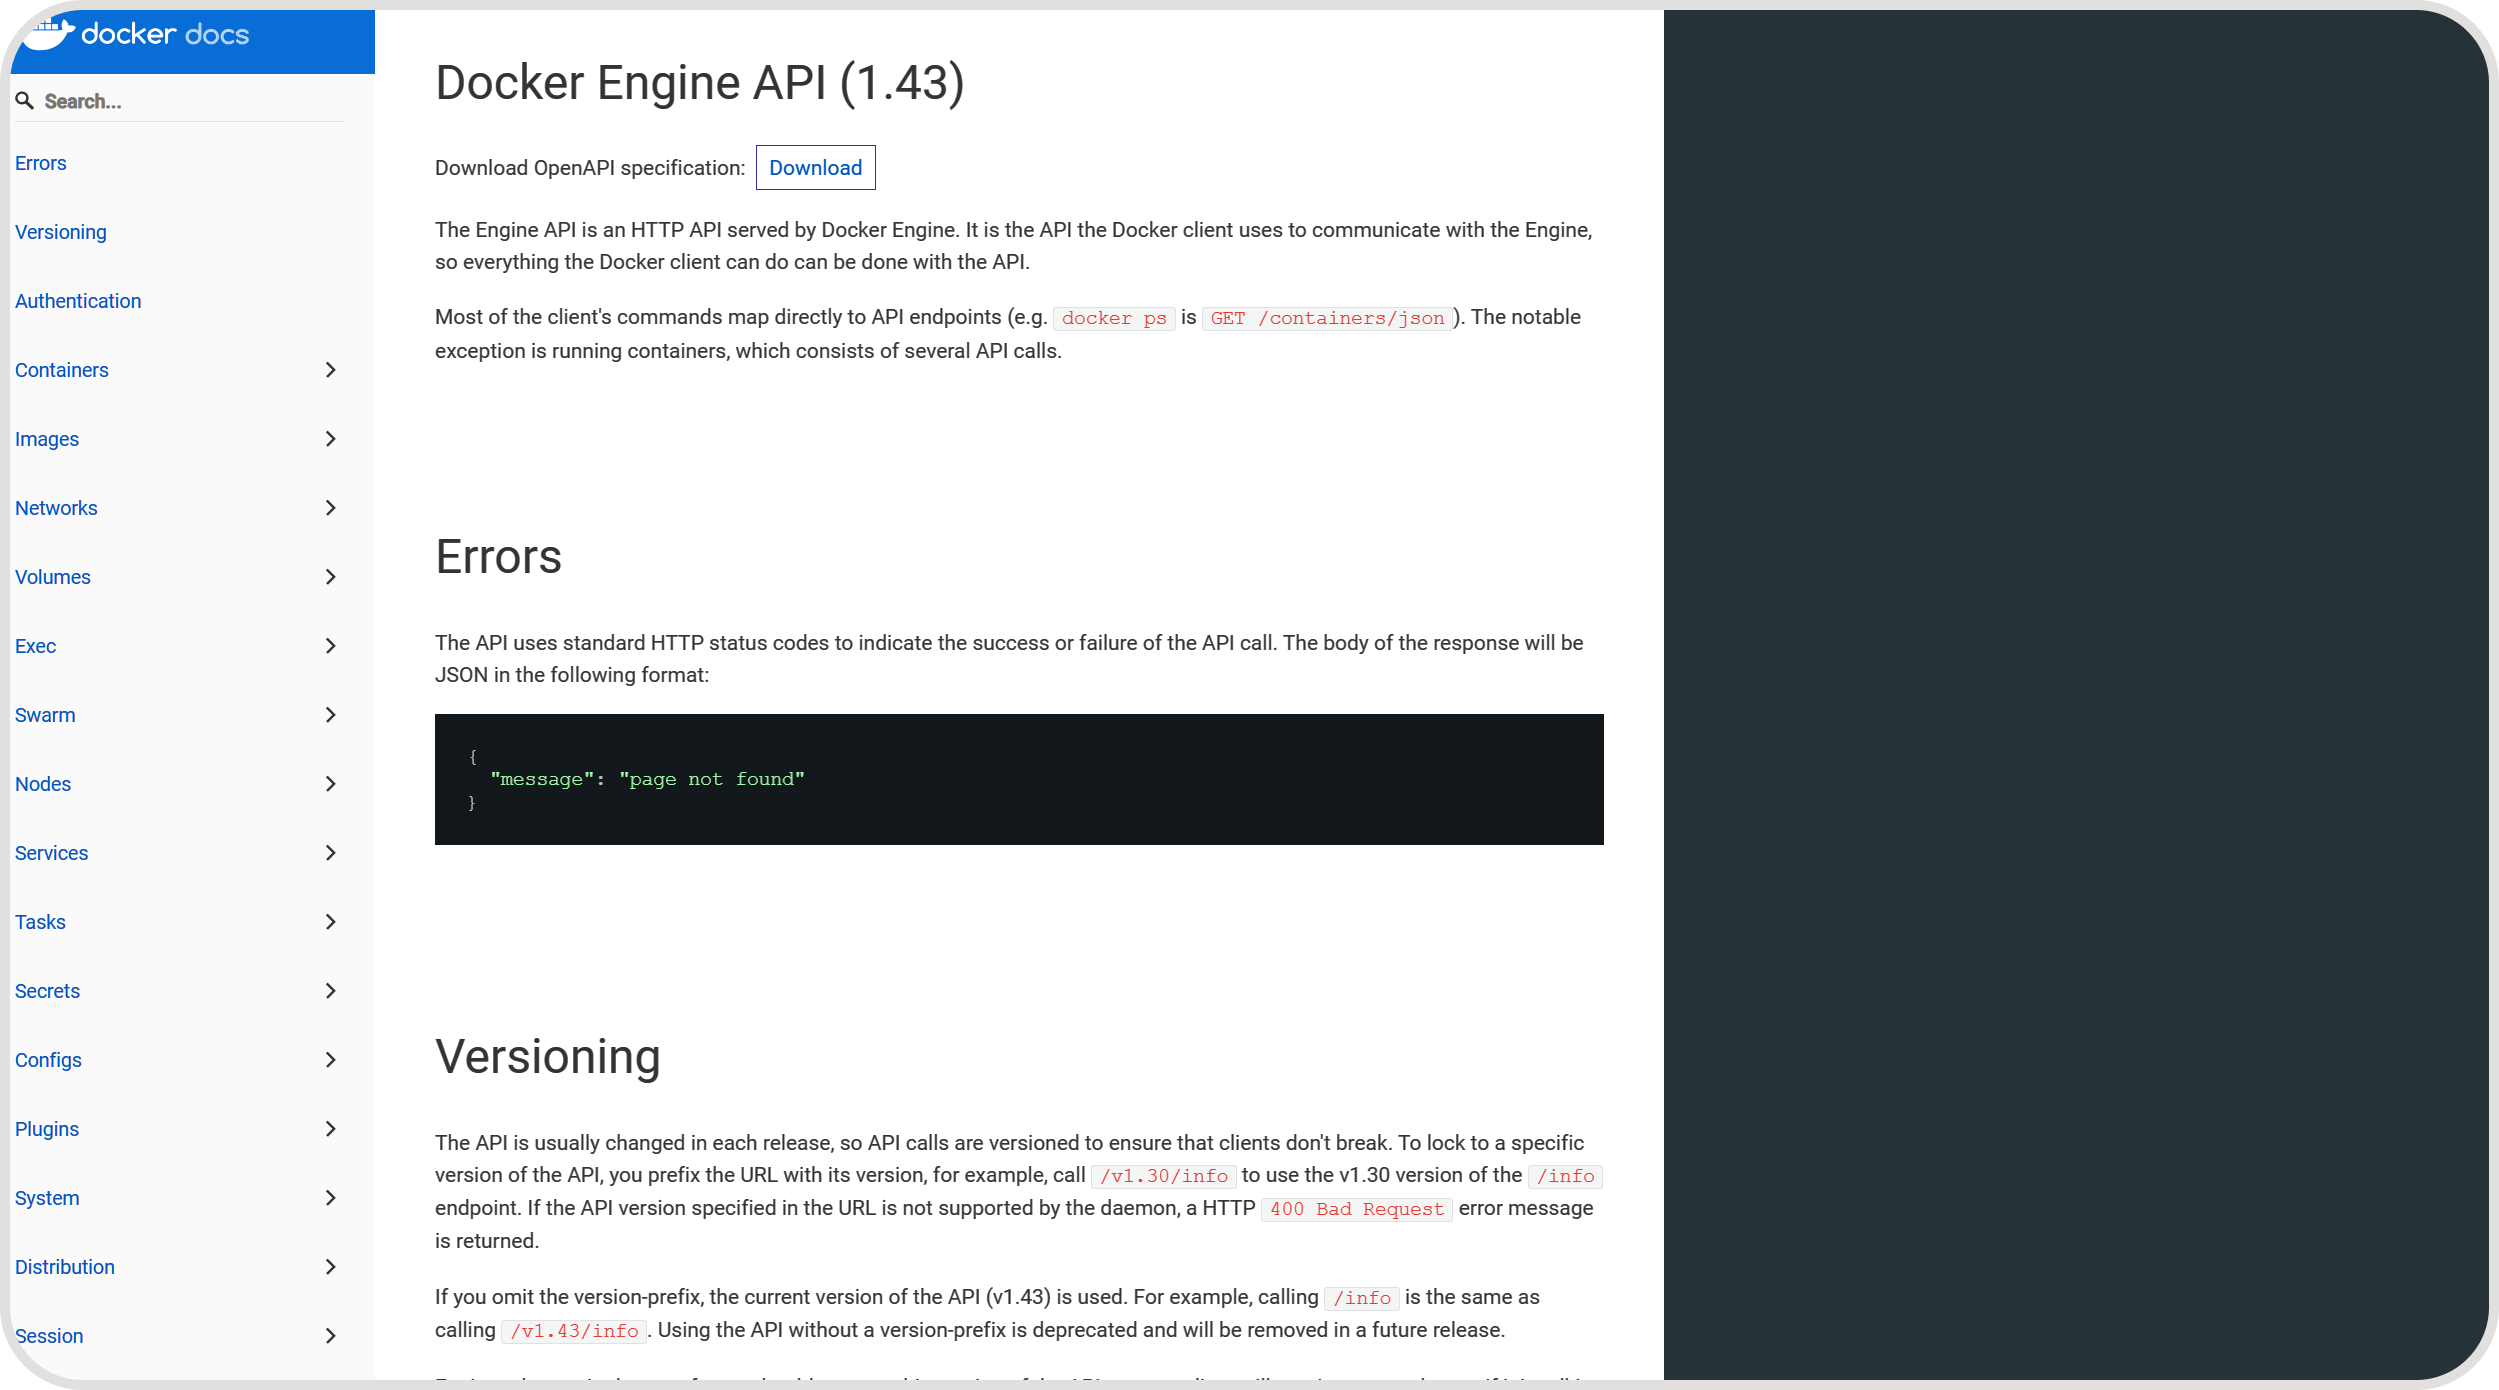 docker docs
Search...
Errors
Versioning
Authentication
Containers
Images
Networks
Volumes
Exec
Swarm
Nodes
Services
Tasks
Secrets
Configs
Plugins
System
Distribution
Session
Docker Engine API (1.43)
Download OpenAPI specification: Download
The Engine API is an HTTP API served by Docker Engine. It is the API the Docker client uses to communicate with the Engine,
so everything the Docker client can do can be done with the API.
Most of the client's commands map directly to API endpoints (e.g. docker ps is GET /containers/json). The notable
exception is running containers, which consists of several API calls.
Errors
The API uses standard HTTP status codes to indicate the success or failure of the API call. The body of the response will be
JSON in the following format:
{
"message": "page not found"
}
Versioning
The API is usually changed in each release, so API calls are versioned to ensure that clients don't break. To lock to a specific
version of the API, you prefix the URL with its version, for example, call /v1.30/info to use the v1.30 version of the /info
endpoint. If the API version specified in the URL is not supported by the daemon, a HTTP 400 Bad Request error message
is returned.
If you omit the version-prefix, the current version of the API (v1.43) is used. For example, calling /info is the same as
calling /v1.43/info. Using the API without a version-prefix is deprecated and will be removed in a future release.